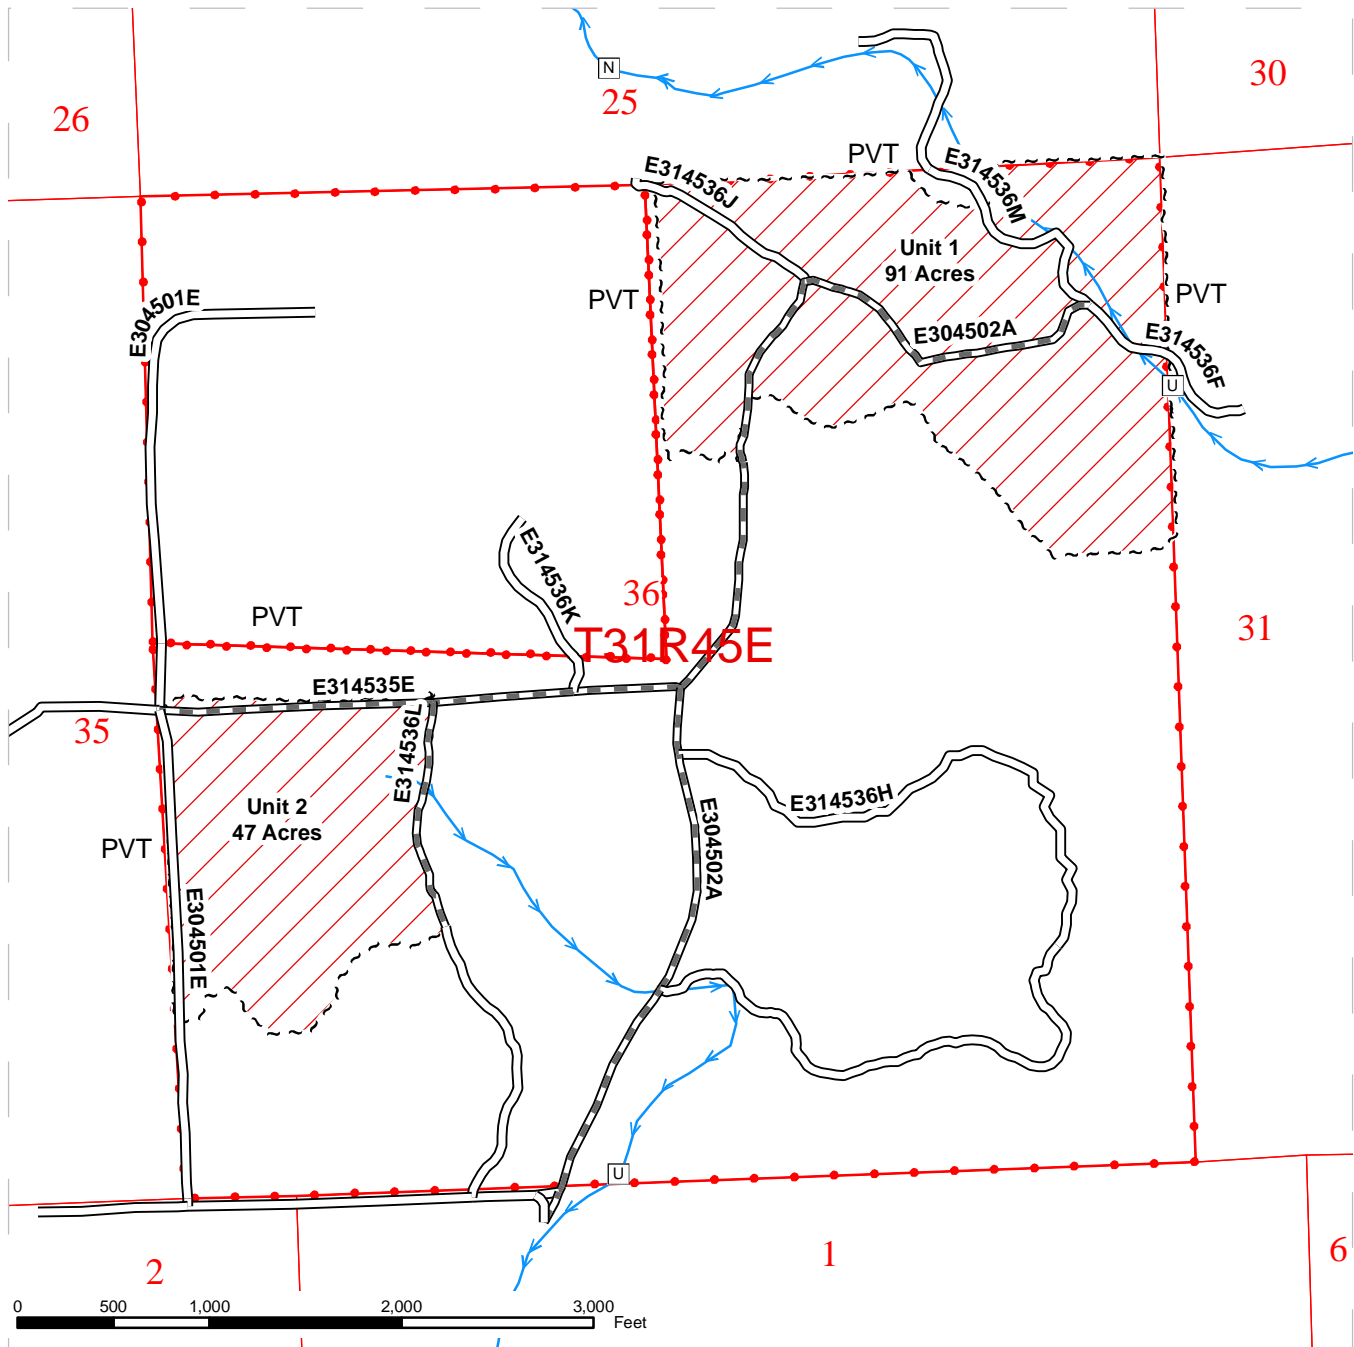 26
N
25
30
PVT
E314536J
E314536M
Unit 1
91 Acres
PVT
PVT
E304501E
E304502A
E314536F
U
E314536K
36
PVT
T31R45E
31
E314535E
E314536L
35
Unit 2
47 Acres
E314536H
PVT
E304502A
E304501E
U
2
1
6
0 500 1,000 2,000 3,000
Feet